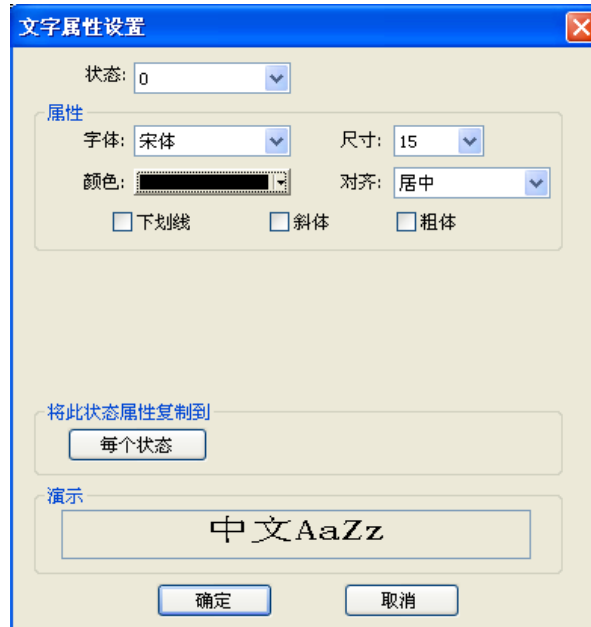 文字属性设置
状态: 0
属性
字体: 宋体 尺寸: 15
颜色: 对齐: 居中
下划线 斜体 粗体
将此状态属性复制到
每个状态
演示
中文AaZz
确定 取消